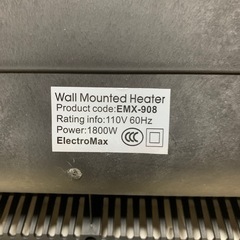 Wall Mounted Heater
Product code:EMX-908
Rating info:110V 60Hz
Power:1800W
ElectroMax